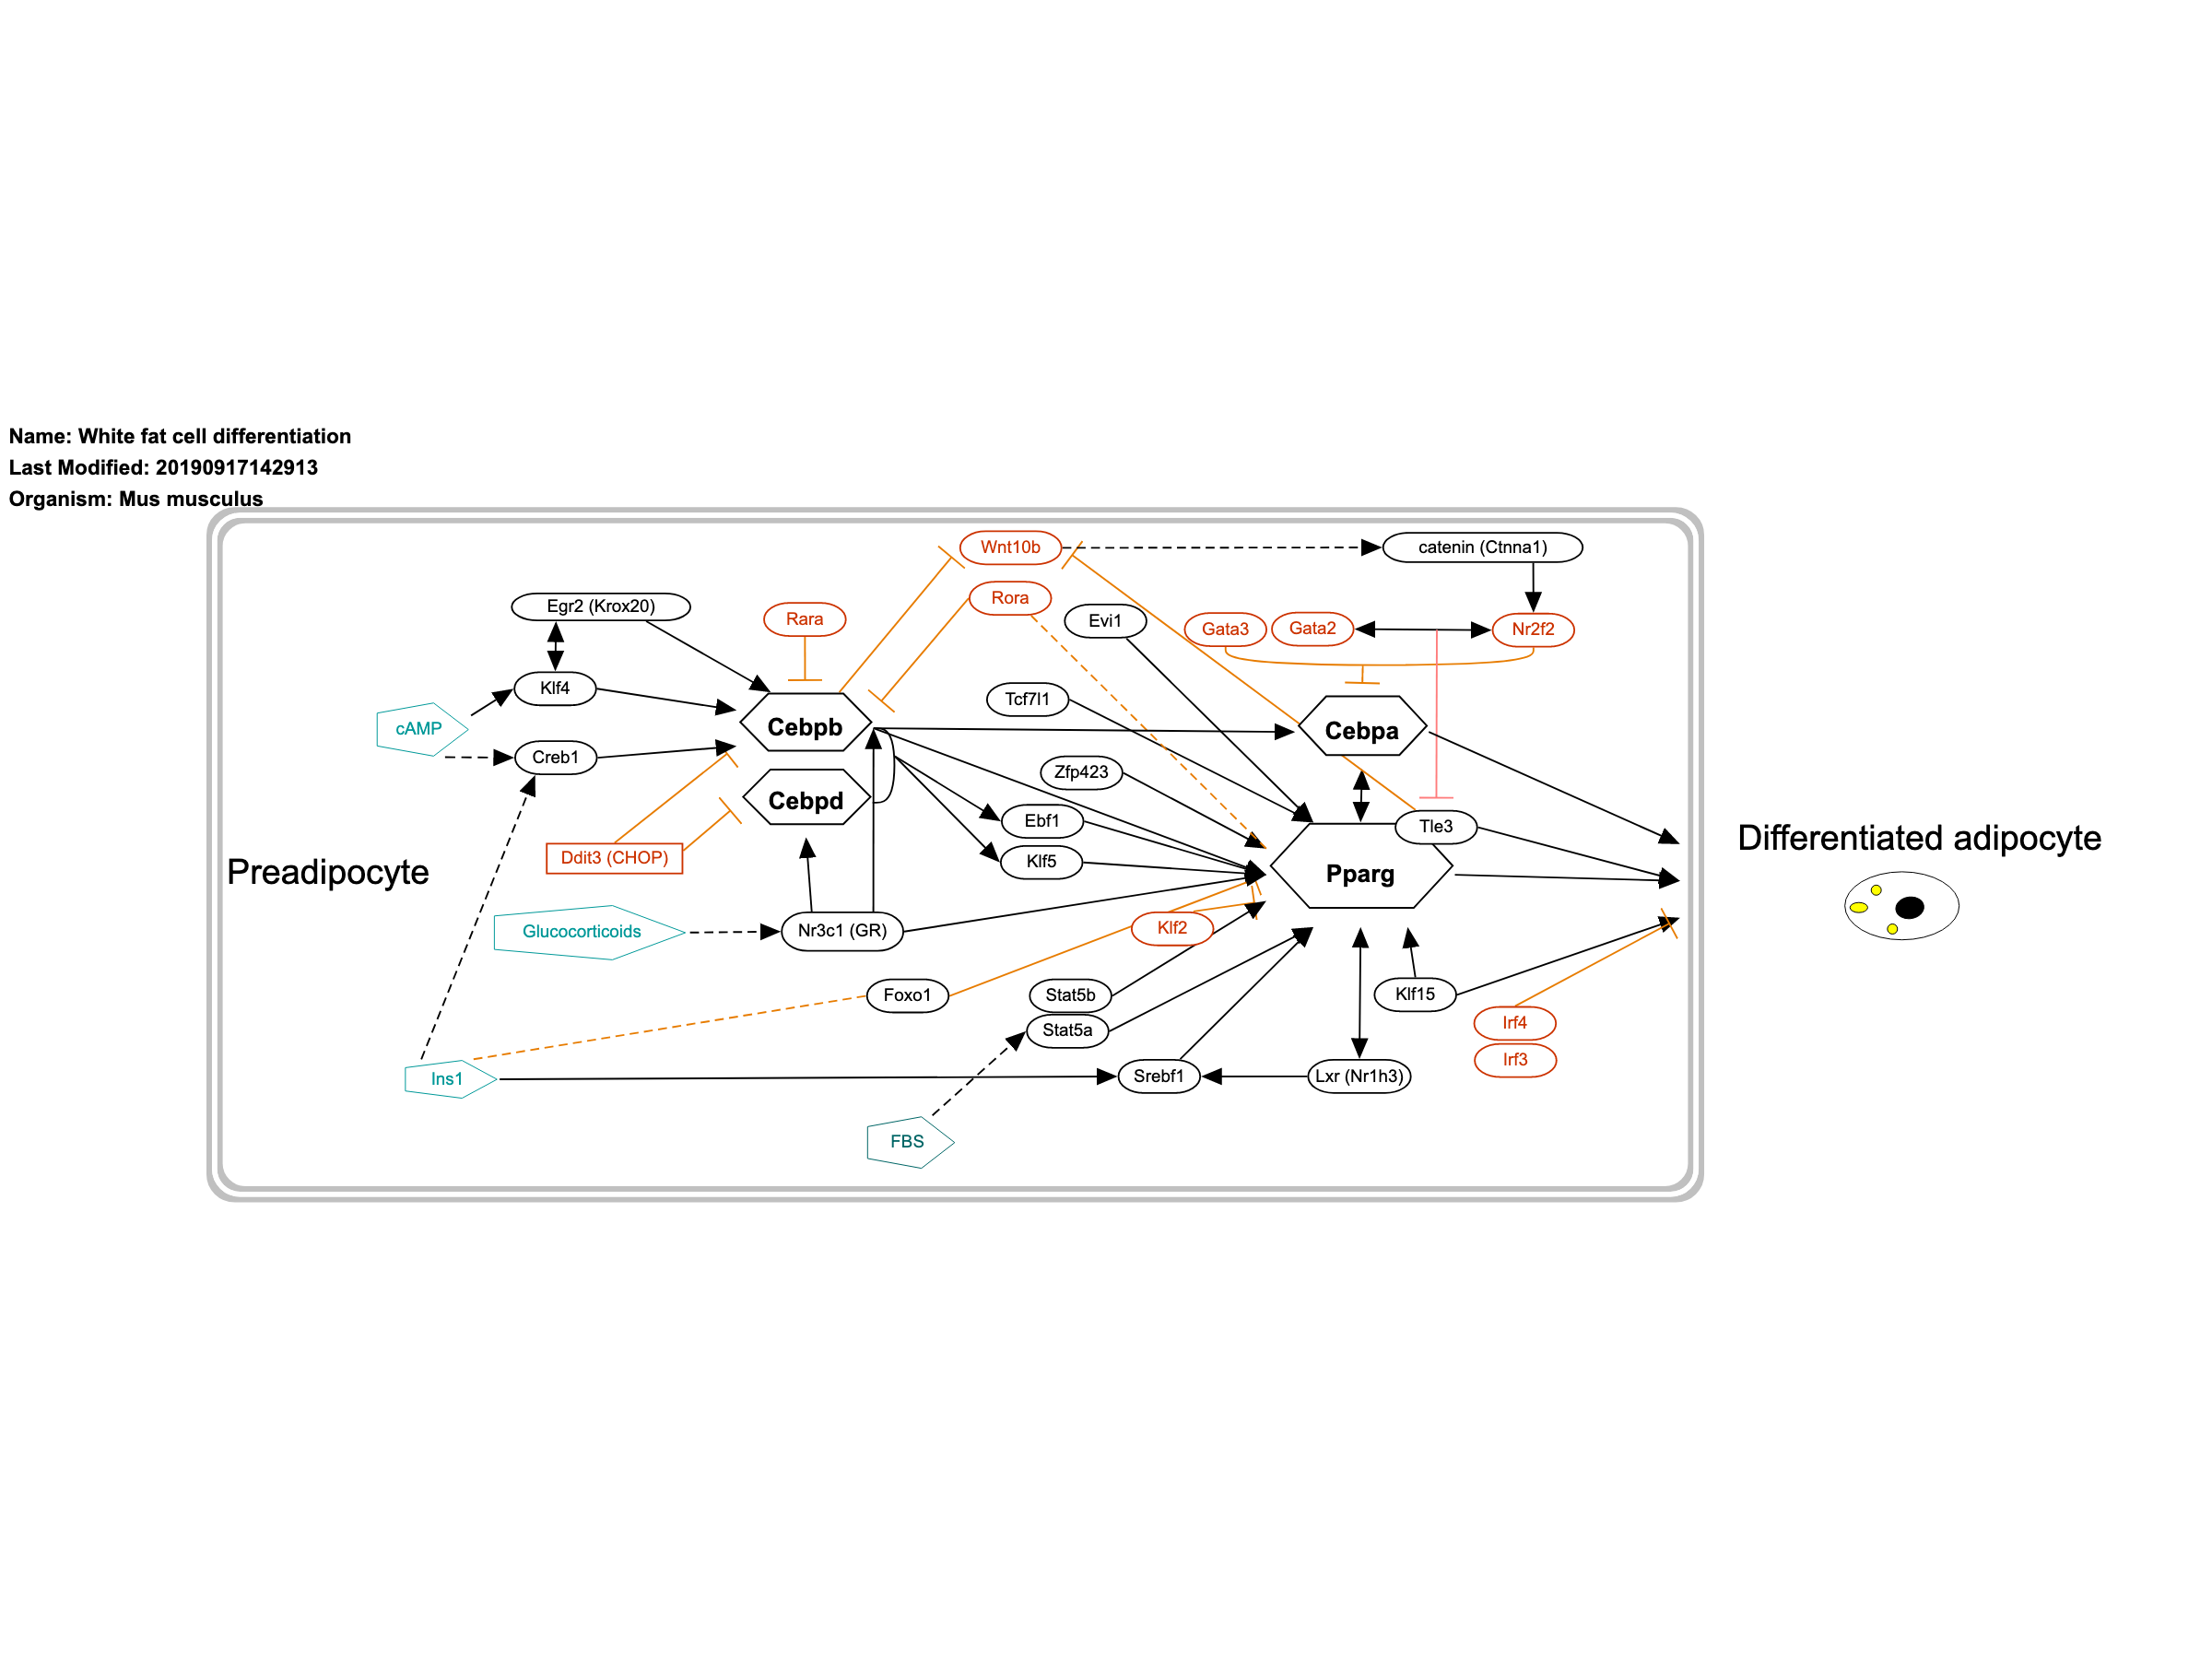 Name: White fat cell differentiation
Last Modified: 20190917142913
Organism: Mus musculus
Wnt10b
catenin (Ctnna1)
Egr2 (Krox20)
Rara
Rora
Evi1
Gata3
Gata2
Nr2f2
Klf4
Tcf7l1
cAMP
Cebpb
Cebpa
Creb1
Zfp423
Cebpd
Ebf1
Tle3
Differentiated adipocyte
Ddit3 (CHOP)
Klf5
Preadipocyte
Pparg
Glucocorticoids
Nr3c1 (GR)
Klf2
Foxo1
Stat5b
Klf15
Stat5a
Irf4
Irf3
Ins1
Srebf1
Lxr (Nr1h3)
FBS